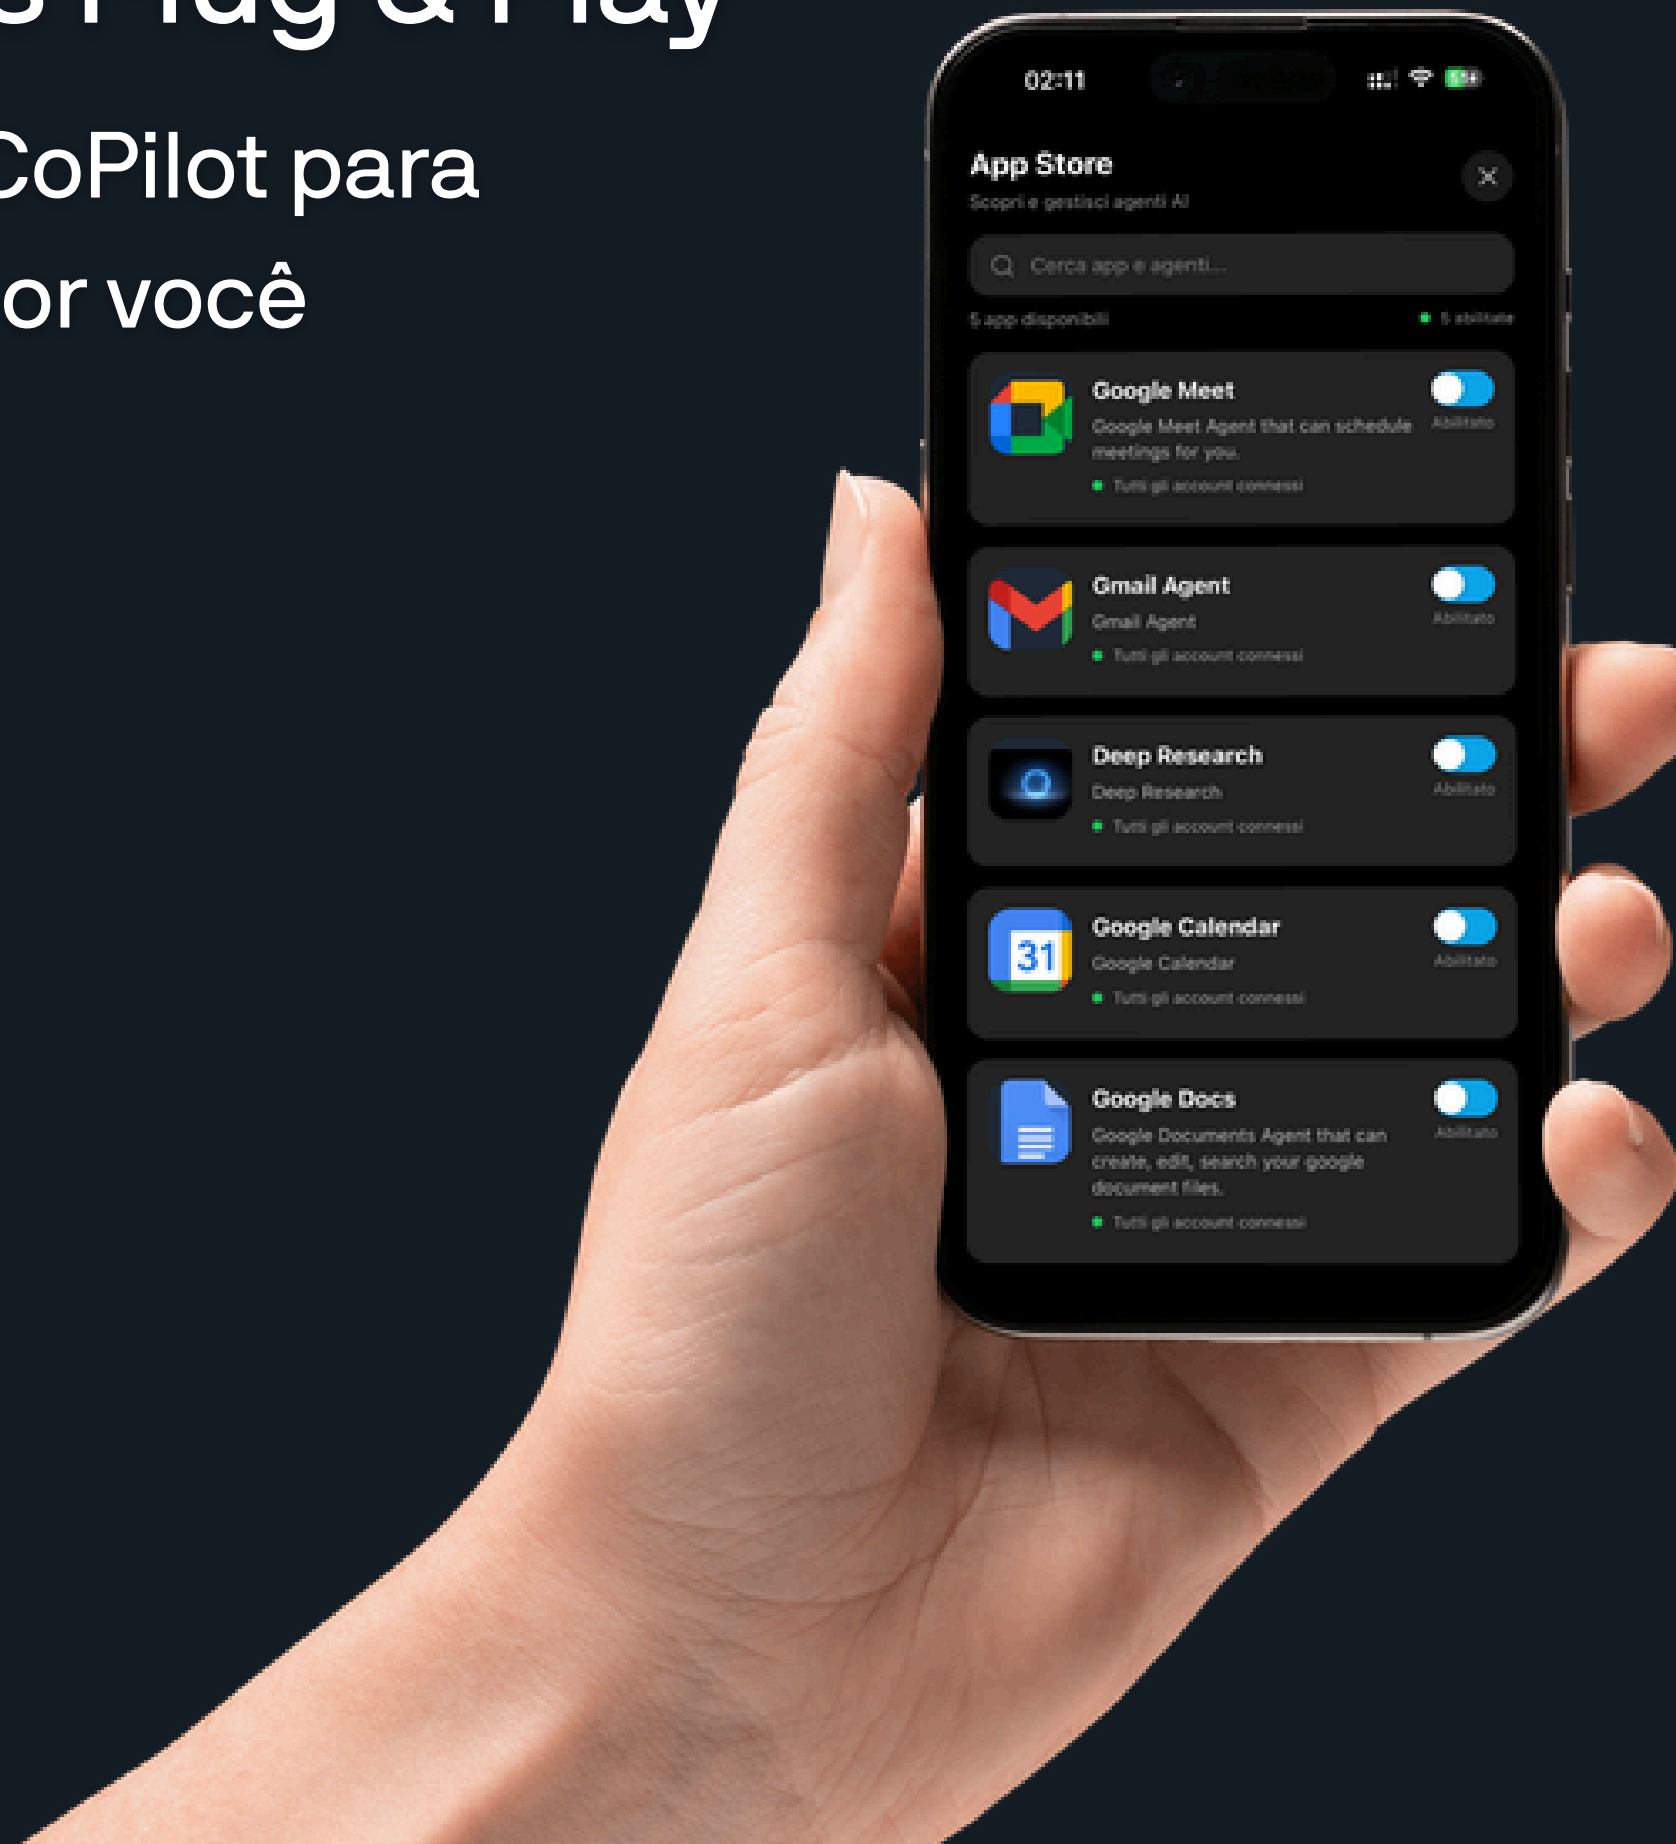 s Plug & Play
CoPilot para
or você
02:11
App Store
Scopri e gestisci agenti AI
Cerca app e agenti...
5 app disponibili
5 abilitate
Google Meet
Abilitato
Google Meet Agent that can schedule
meetings for you.
Tutti gli account connessi
Gmail Agent
Abilitato
Gmail Agent
Tutti gli account connessi
Deep Research
Abilitato
Deep Research
Tutti gli account connessi
31
Google Calendar
Abilitato
Google Calendar
Tutti gli account connessi
Google Docs
Abilitato
Google Documents Agent that can
create, edit, search your google
document files.
Tutti gli account connessi